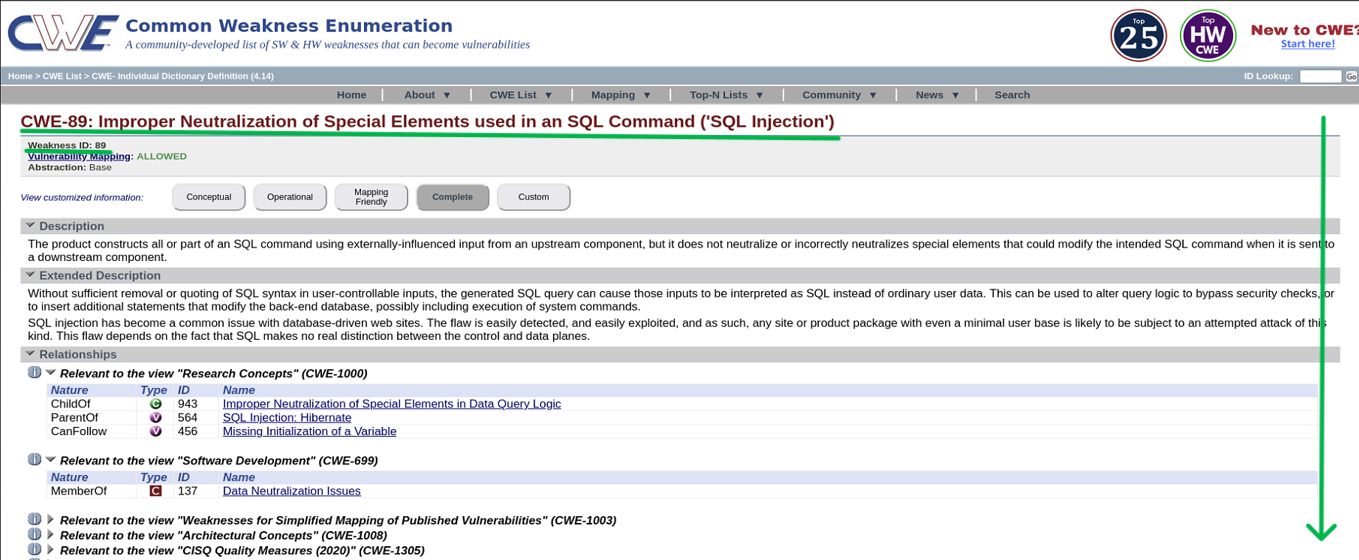 CWE
Common Weakness Enumeration
A community-developed list of SW & HW weaknesses that can become vulnerabilities
Top
25
Top
HW
CWE
New to CWE?
Start here!
Home > CWE List > CWE- Individual Dictionary Definition (4.14)
ID Lookup:
Go
Home | About ▼ | CWE List ▼ | Mapping ▼ | Top-N Lists ▼ | Community ▼ | News ▼ | Search
CWE-89: Improper Neutralization of Special Elements used in an SQL Command ('SQL Injection')
Weakness ID: 89
Vulnerability Mapping: ALLOWED
Abstraction: Base
View customized information:
Conceptual
Operational
Mapping
Friendly
Complete
Custom
Description
The product constructs all or part of an SQL command using externally-influenced input from an upstream component, but it does not neutralize or incorrectly neutralizes special elements that could modify the intended SQL command when it is sent to
a downstream component.
Extended Description
Without sufficient removal or quoting of SQL syntax in user-controllable inputs, the generated SQL query can cause those inputs to be interpreted as SQL instead of ordinary user data. This can be used to alter query logic to bypass security checks, or
to insert additional statements that modify the back-end database, possibly including execution of system commands.
SQL injection has become a common issue with database-driven web sites. The flaw is easily detected, and easily exploited, and as such, any site or product package with even a minimal user base is likely to be subject to an attempted attack of this
kind. This flaw depends on the fact that SQL makes no real distinction between the control and data planes.
Relationships
Relevant to the view "Research Concepts" (CWE-1000)
Nature Type ID Name
ChildOf C 943 Improper Neutralization of Special Elements in Data Query Logic
ParentOf V 564 SQL Injection: Hibernate
CanFollow V 456 Missing Initialization of a Variable
Relevant to the view "Software Development" (CWE-699)
Nature Type ID Name
MemberOf C 137 Data Neutralization Issues
Relevant to the view "Weaknesses for Simplified Mapping of Published Vulnerabilities" (CWE-1003)
Relevant to the view "Architectural Concepts" (CWE-1008)
Relevant to the view "CISQ Quality Measures (2020)" (CWE-1305)